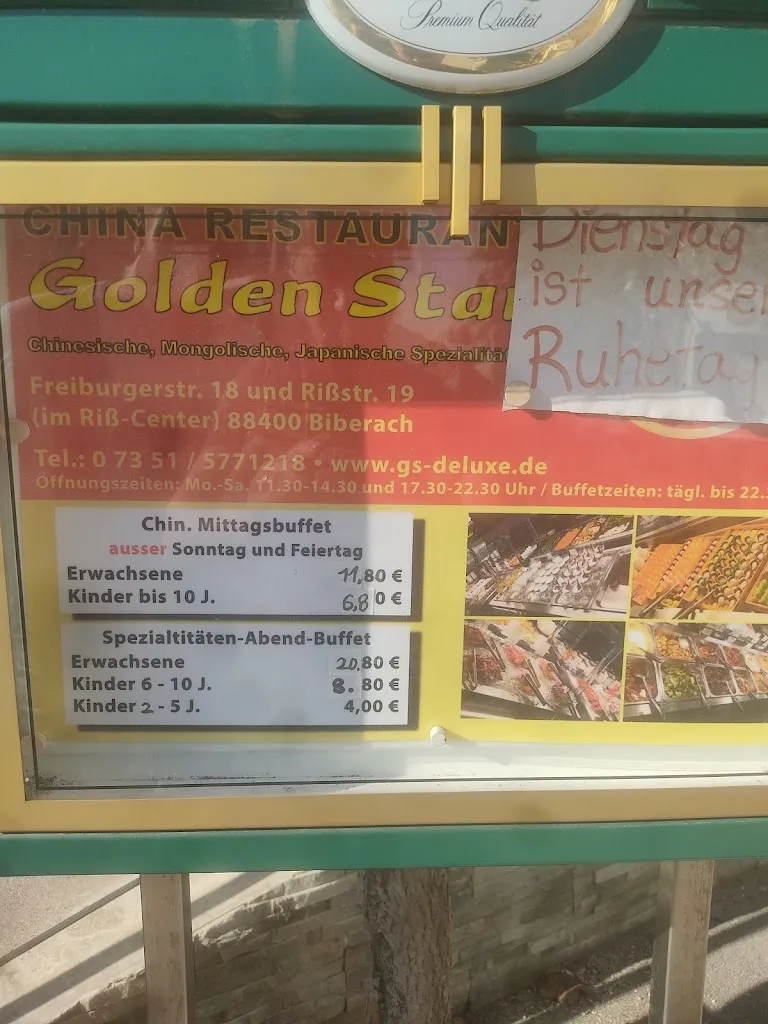 Premium Qualität
CHINA RESTAURAN
Golden Star
Dienstag
ist unser
Ruhetag
Chinesische, Mongolische, Japanische Spezialitä
Freiburgerstr. 18 und Rißstr. 19
(im Riß-Center) 88400 Biberach
Tel.: 0 73 51 / 5771218 • www.gs-deluxe.de
Öffnungszeiten: Mo.-Sa. 11.30-14.30 und 17.30-22.30 Uhr / Buffetzeiten: tägl. bis 22.
Chin. Mittagsbuffet
ausser Sonntag und Feiertag
Erwachsene 11,80 €
Kinder bis 10 J. 6,80 €
Spezialtitäten-Abend-Buffet
Erwachsene 20,80 €
Kinder 6 - 10 J. 8.80 €
Kinder 2 - 5 J. 4,00 €